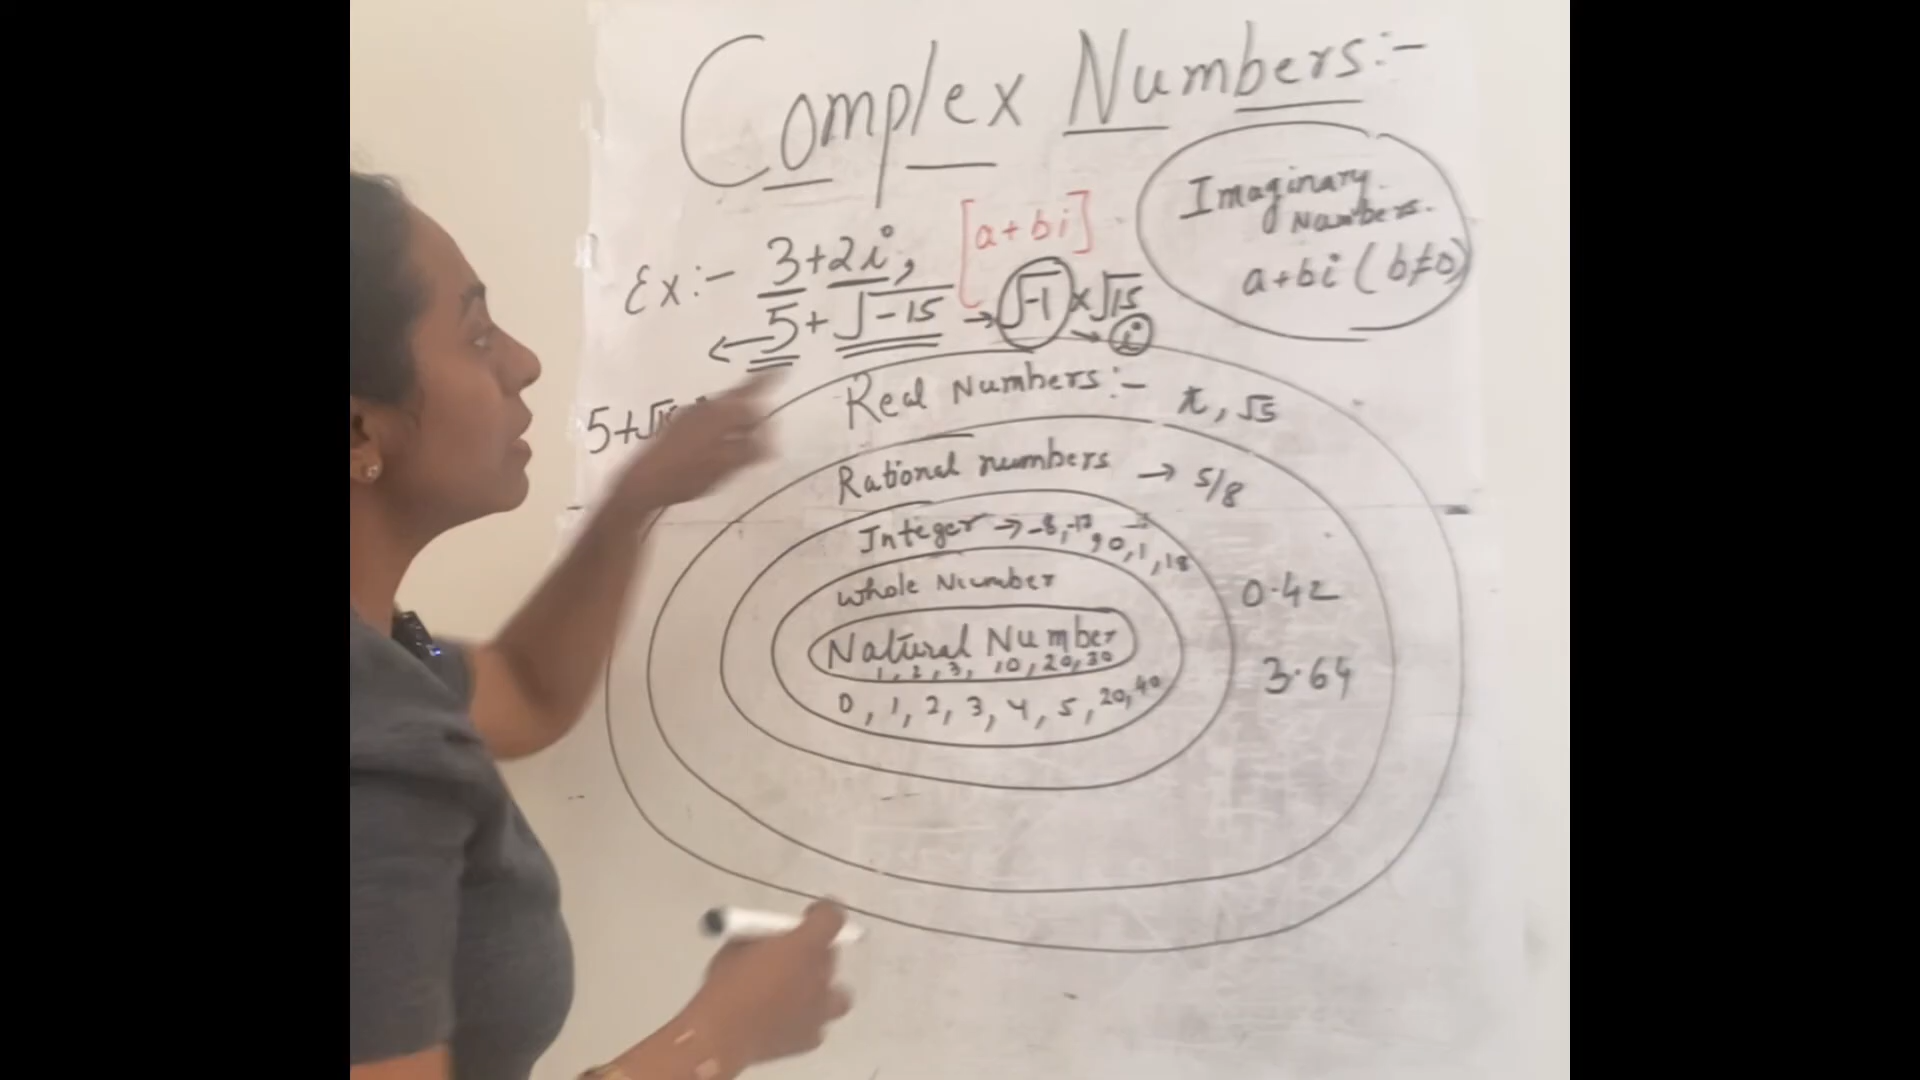 Complex Numbers:-
Imaginary
Numbers.
a+bi (b≠0)
[a+bi]
Ex:- 3+2i,
5+√-15 → √-1 ×√15
→ i
5+√15
Real Numbers:- π, √5
Rational numbers → 5/8
Integer → -8, 0, 1, 18
Whole Number
0.42
Natural Number
1, 2, 3, 10, 20, 30
3.64
0, 1, 2, 3, 4, 5, 20, 40